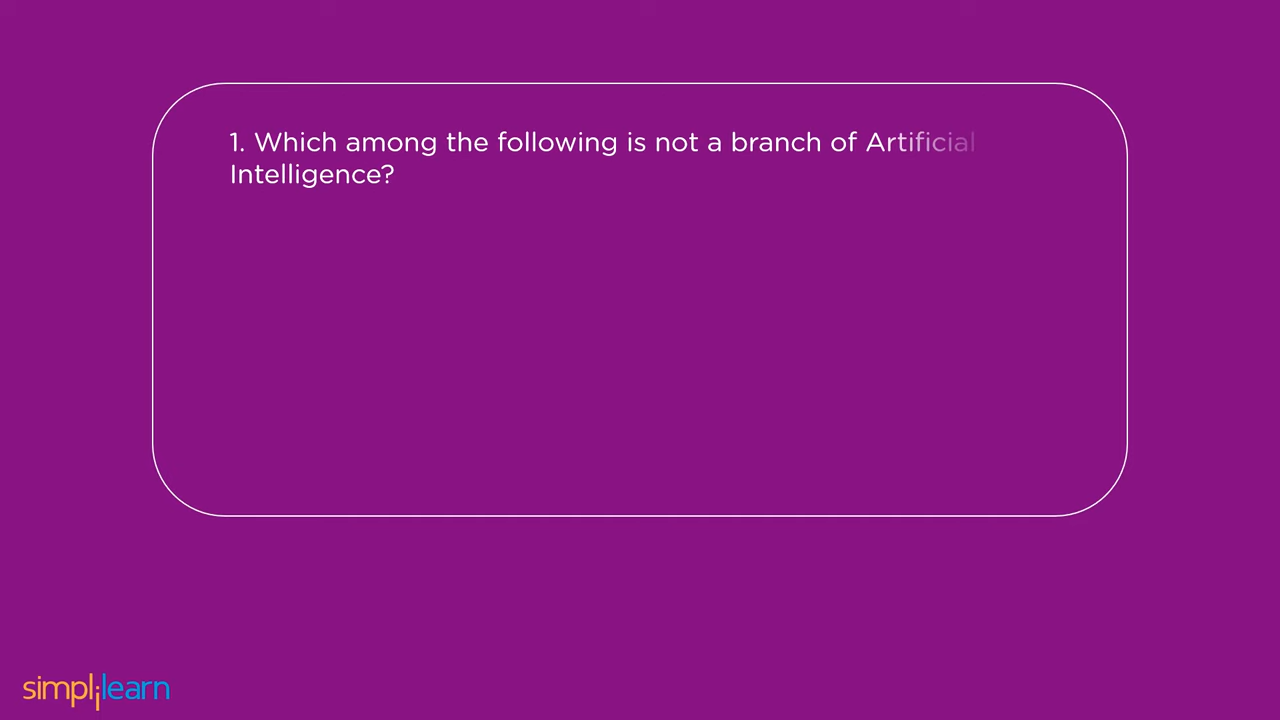 1. Which among the following is not a branch of Artificial
Intelligence?
simplilearn